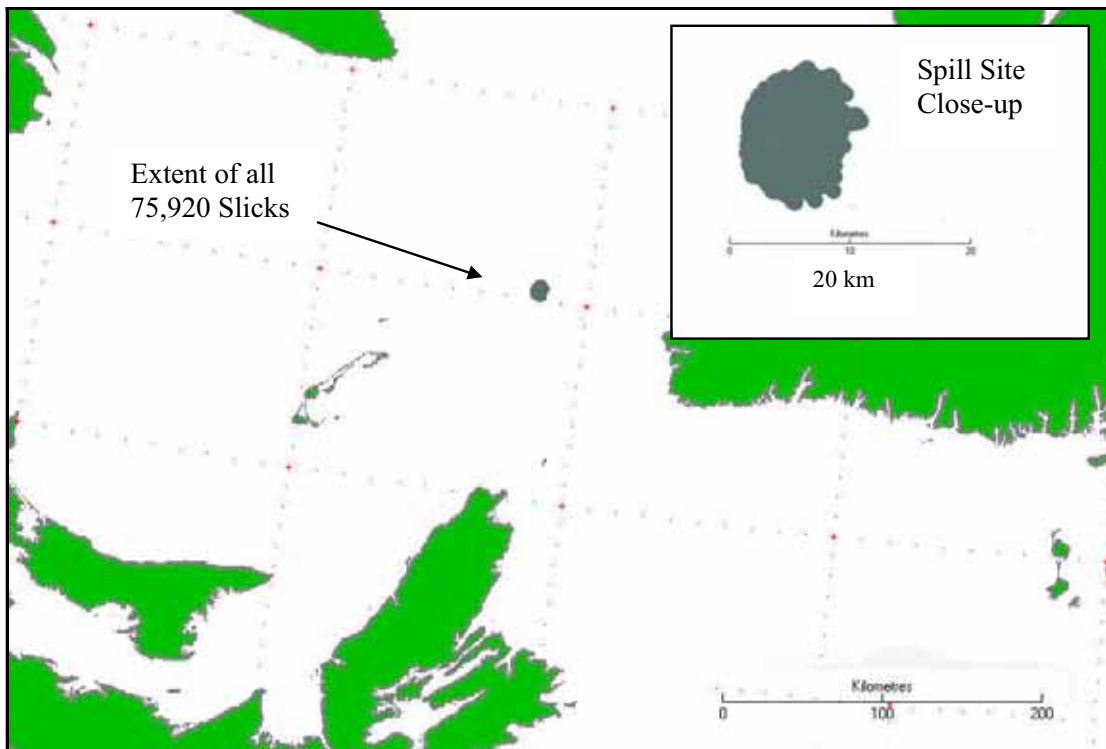 Spill Site
Close-up
Extent of all
75,920 Slicks
Kilometres
0 10 20
20 km
Kilometres
0 100 200